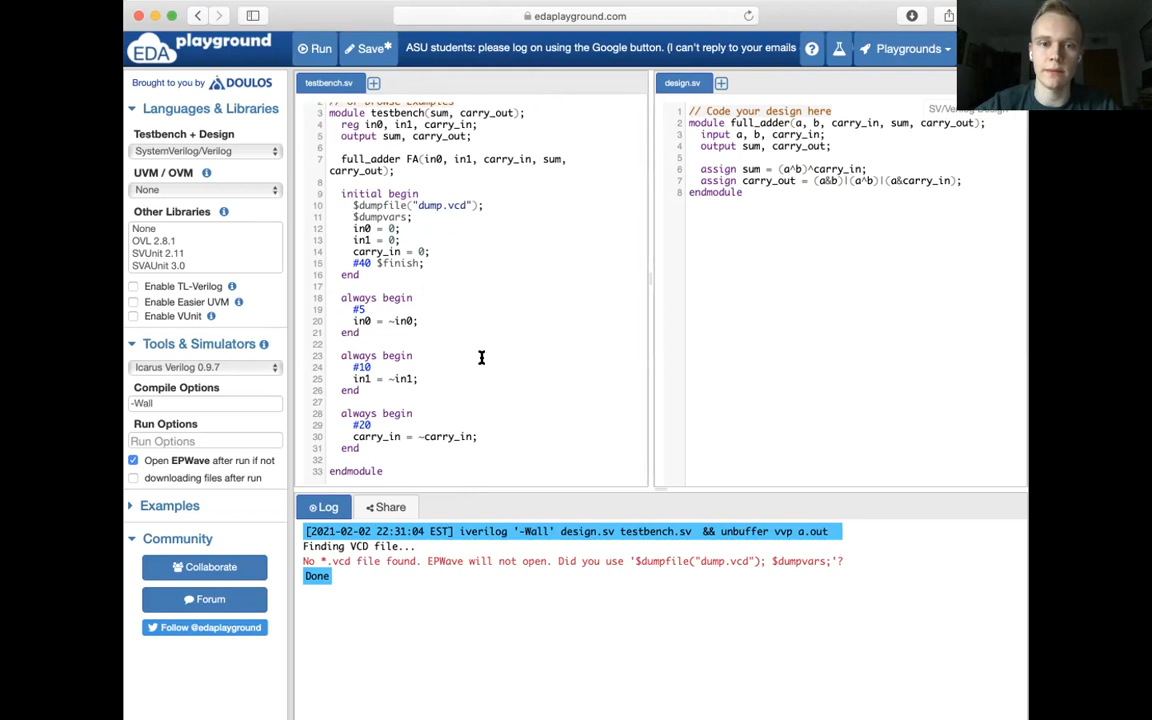 edaplayground.com
EDA playground
Run
Save*
ASU students: please log on using the Google button. (I can't reply to your emails
Playgrounds
Brought to you by DOULOS
Languages & Libraries
Testbench + Design
SystemVerilog/Verilog
UVM / OVM
None
Other Libraries
None
OVL 2.8.1
SVUnit 2.11
SVAUnit 3.0
Enable TL-Verilog
Enable Easier UVM
Enable VUnit
Tools & Simulators
Icarus Verilog 0.9.7
Compile Options
-Wall
Run Options
Run Options
Open EPWave after run if not
downloading files after run
Examples
Community
Collaborate
Forum
Follow @edaplayground
testbench.sv
2 // or browse Examples
3 module testbench(sum, carry_out);
4 reg in0, in1, carry_in;
5 output sum, carry_out;
6
7 full_adder FA(in0, in1, carry_in, sum,
carry_out);
8
9 initial begin
10 $dumpfile("dump.vcd");
11 $dumpvars;
12 in0 = 0;
13 in1 = 0;
14 carry_in = 0;
15 #40 $finish;
16 end
17
18 always begin
19 #5
20 in0 = ~in0;
21 end
22
23 always begin
24 #10
25 in1 = ~in1;
26 end
27
28 always begin
29 #20
30 carry_in = ~carry_in;
31 end
32
33 endmodule
design.sv
SV/Verilog Design
1 // Code your design here
2 module full_adder(a, b, carry_in, sum, carry_out);
3 input a, b, carry_in;
4 output sum, carry_out;
5
6 assign sum = (a^b)^carry_in;
7 assign carry_out = (a&b)|(a^b)|(a&carry_in);
8 endmodule
Log
Share
[2021-02-02 22:31:04 EST] iverilog '-Wall' design.sv testbench.sv && unbuffer vvp a.out
Finding VCD file...
No *.vcd file found. EPWave will not open. Did you use '$dumpfile("dump.vcd"); $dumpvars;'?
Done